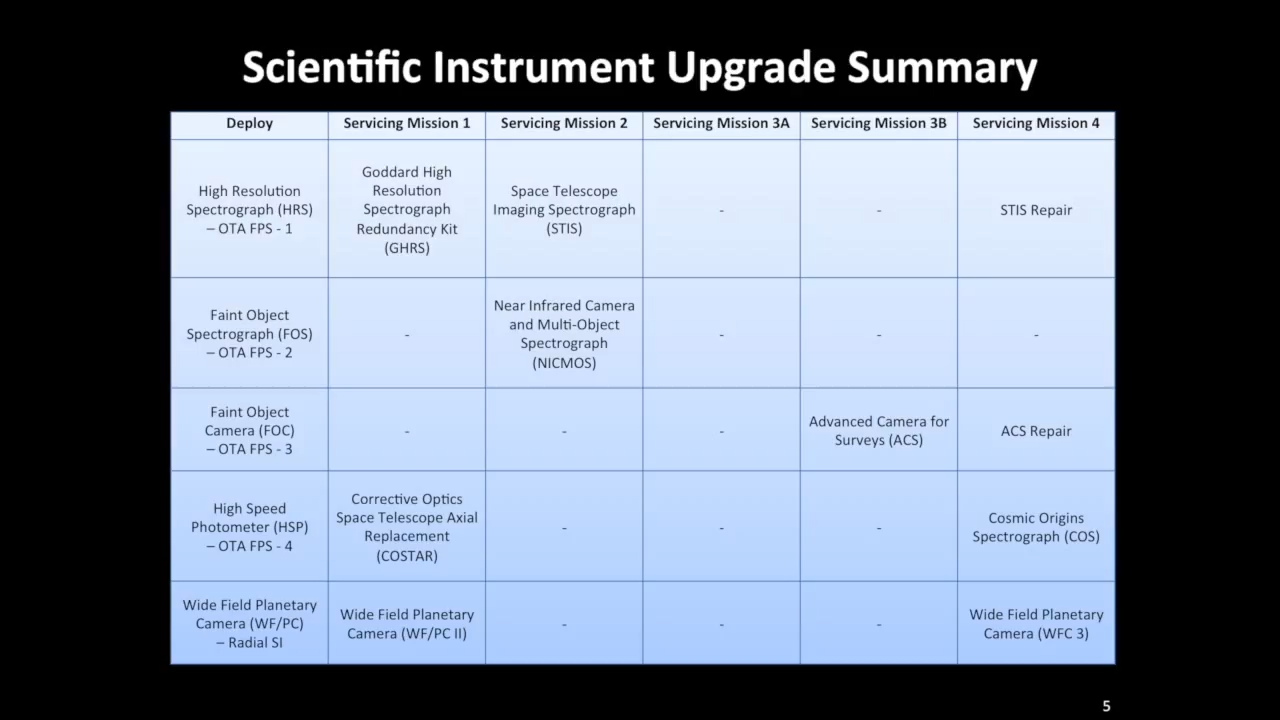 Scientific Instrument Upgrade Summary
Deploy
Servicing Mission 1
Servicing Mission 2
Servicing Mission 3A
Servicing Mission 3B
Servicing Mission 4
High Resolution
Spectrograph (HRS)
– OTA FPS - 1
Goddard High
Resolution
Spectrograph
Redundancy Kit
(GHRS)
Space Telescope
Imaging Spectrograph
(STIS)
-
-
STIS Repair
Faint Object
Spectrograph (FOS)
– OTA FPS - 2
-
Near Infrared Camera
and Multi-Object
Spectrograph
(NICMOS)
-
-
-
Faint Object
Camera (FOC)
– OTA FPS - 3
-
-
-
Advanced Camera for
Surveys (ACS)
ACS Repair
High Speed
Photometer (HSP)
– OTA FPS - 4
Corrective Optics
Space Telescope Axial
Replacement
(COSTAR)
-
-
-
Cosmic Origins
Spectrograph (COS)
Wide Field Planetary
Camera (WF/PC)
– Radial SI
Wide Field Planetary
Camera (WF/PC II)
-
-
-
Wide Field Planetary
Camera (WFC 3)
5